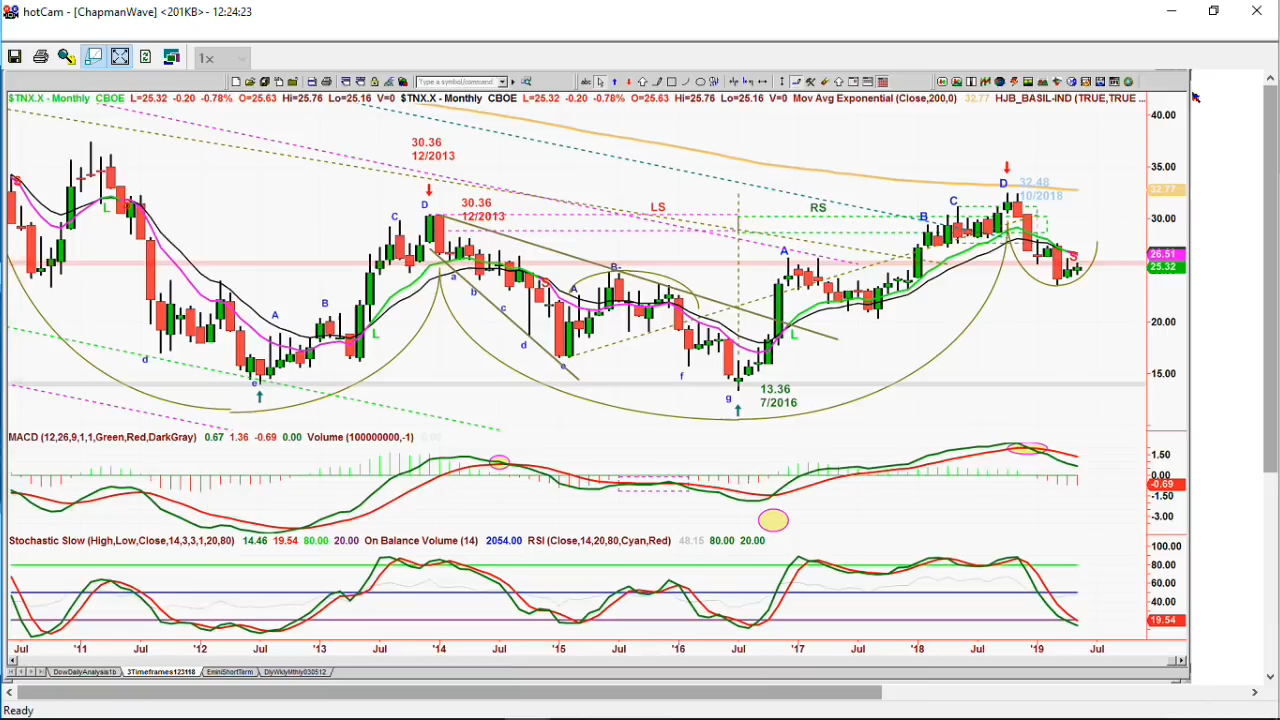 hotCam - [ChapmanWave] <201KB> - 12:24:23
1x
Type a symbol/command
abc
$TNX.X - Monthly CBOE L=25.32 -0.20 -0.78% O=25.63 Hi=25.76 Lo=25.16 V=0 $TNX.X - Monthly CBOE L=25.32 -0.20 -0.78% O=25.63 Hi=25.76 Lo=25.16 V=0 Mov Avg Exponential (Close,200,0) 32.77 HJB_BASIL-IND (TRUE,TRUE ...
40.00
30.36
12/2013
35.00
S
D
32.48
10/2018
32.77
L
D
30.36
12/2013
LS
RS
C
B
30.00
C
A
S
26.51
25.32
B-
a
b
S
A
c
B
A
L
L
20.00
d
d
e
f
e
15.00
g
13.36
7/2016
MACD (12,26,9,1,1,Green,Red,DarkGray) 0.67 1.36 -0.69 0.00 Volume (100000000,-1) 0.00
1.50
0.00
-0.69
-1.50
-3.00
Stochastic Slow (High,Low,Close,14,3,3,1,20,80) 14.46 19.54 80.00 20.00 On Balance Volume (14) 2054.00 RSI (Close,14,20,80,Cyan,Red) 48.15 80.00 20.00
100.00
80.00
60.00
40.00
19.54
Jul '11 Jul '12 Jul '13 Jul '14 Jul '15 Jul '16 Jul '17 Jul '18 Jul '19 Jul
DowDailyAnalysis1b 3Timeframes123118 EminiShortTerm DlyWklyMthly030512
Ready